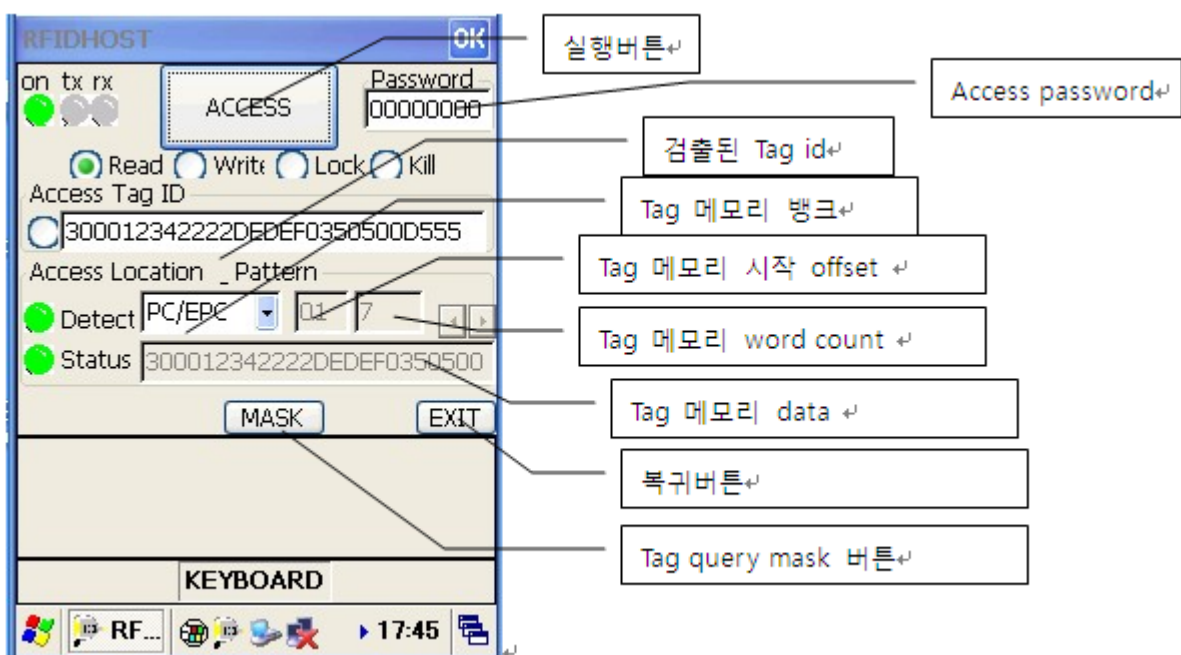 RFIDHOST OK
실행버튼
on tx rx
ACCESS
Password
00000000
Access password
Read Write Lock Kill
검출된 Tag id
Access Tag ID
Tag 메모리 뱅크
300012342222DEDEF0350500D555
Access Location _ Pattern
Tag 메모리 시작 offset
Detect PC/EPC 01 7
Tag 메모리 word count
Status 300012342222DEDEF0350500
Tag 메모리 data
MASK EXIT
복귀버튼
Tag query mask 버튼
KEYBOARD
RF... 17:45